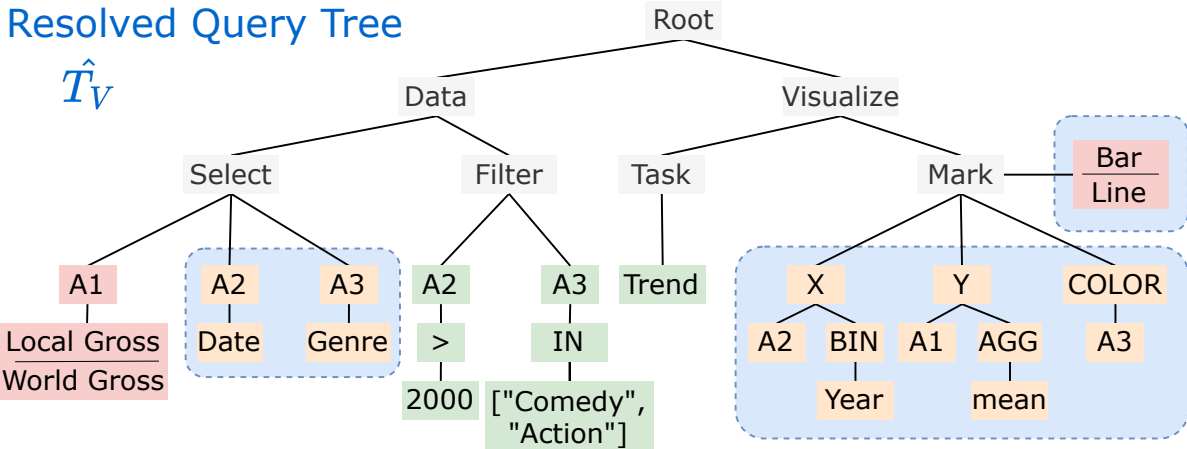 Resolved Query Tree
Root
T̂_V
Data
Visualize
Select
Filter
Task
Mark
Bar
Line
A1
A2
A3
A2
A3
Trend
X
Y
COLOR
Local Gross
World Gross
Date
Genre
>
IN
A2
BIN
A1
AGG
A3
2000
["Comedy",
"Action"]
Year
mean